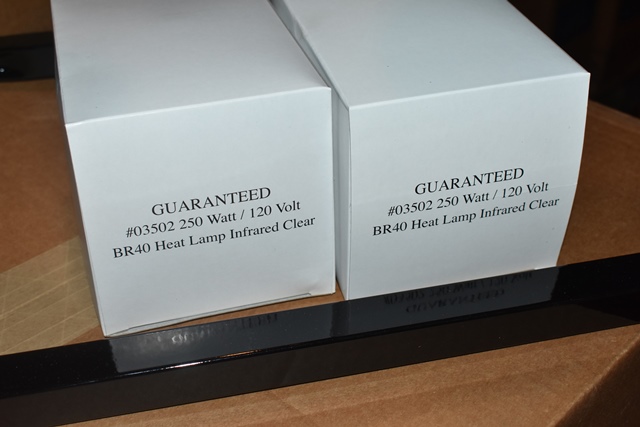 GUARANTEED
#03502 250 Watt / 120 Volt
BR40 Heat Lamp Infrared Clear
GUARANTEED
#03502 250 Watt / 120 Volt
BR40 Heat Lamp Infrared Clear